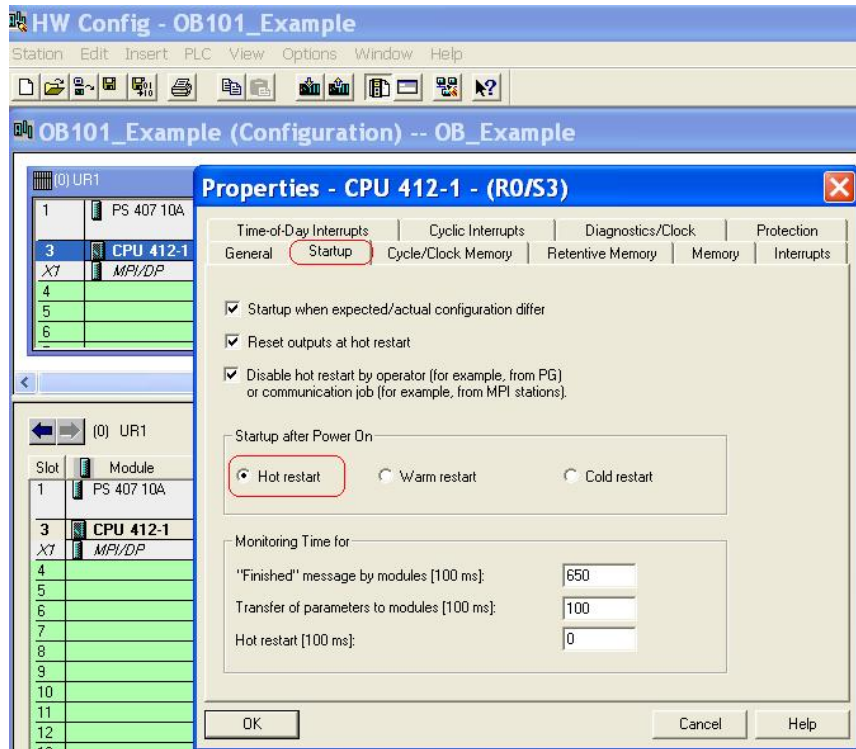 HW Config - OB101_Example
Station Edit Insert PLC View Options Window Help
OB101_Example (Configuration) -- OB_Example
(0) UR1
1 PS 407 10A
3 CPU 412-1
X1 MPI/DP
4
5
6
(0) UR1
Slot Module
1 PS 407 10A
3 CPU 412-1
X1 MPI/DP
4
5
6
7
8
9
10
11
12
Properties - CPU 412-1 - (R0/S3)
Time-of-Day Interrupts Cyclic Interrupts Diagnostics/Clock Protection
General Startup Cycle/Clock Memory Retentive Memory Memory Interrupts
Startup when expected/actual configuration differ
Reset outputs at hot restart
Disable hot restart by operator (for example, from PG)
or communication job (for example, from MPI stations).
Startup after Power On
Hot restart Warm restart Cold restart
Monitoring Time for
"Finished" message by modules [100 ms]: 650
Transfer of parameters to modules [100 ms]: 100
Hot restart [100 ms]: 0
OK Cancel Help